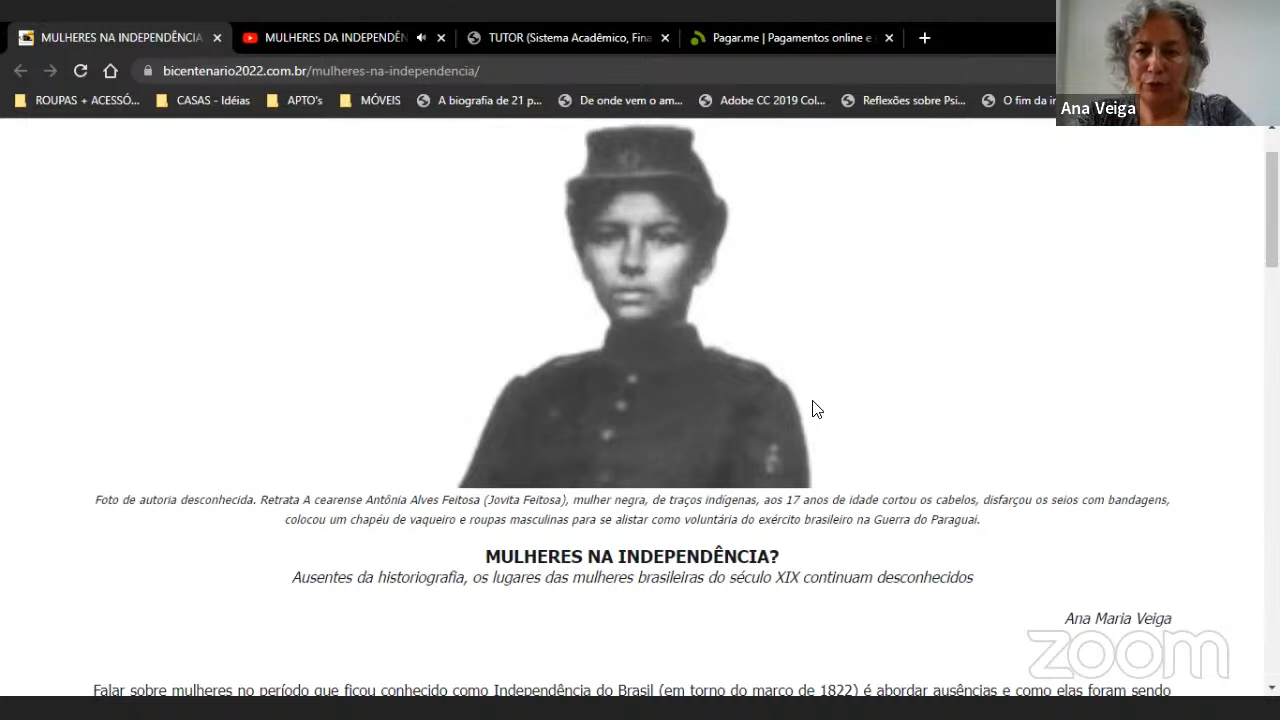 MULHERES NA INDEPENDÊNCIA
MULHERES DA INDEPENDÊN
TUTOR (Sistema Acadêmico, Fina
Pagar.me | Pagamentos online e
bicentenario2022.com.br/mulheres-na-independencia/
ROUPAS + ACESSÓ...
CASAS - Idéias
APTO's
MÓVEIS
A biografia de 21 p...
De onde vem o am...
Adobe CC 2019 Col...
Reflexões sobre Psi...
O fim da in
Ana Veiga
Foto de autoria desconhecida. Retrata A cearense Antônia Alves Feitosa (Jovita Feitosa), mulher negra, de traços indígenas, aos 17 anos de idade cortou os cabelos, disfarçou os seios com bandagens,
colocou um chapéu de vaqueiro e roupas masculinas para se alistar como voluntária do exército brasileiro na Guerra do Paraguai.
MULHERES NA INDEPENDÊNCIA?
Ausentes da historiografia, os lugares das mulheres brasileiras do século XIX continuam desconhecidos
Ana Maria Veiga
zoom
Falar sobre mulheres no período que ficou conhecido como Independência do Brasil (em torno do marco de 1822) é abordar ausências e como elas foram sendo